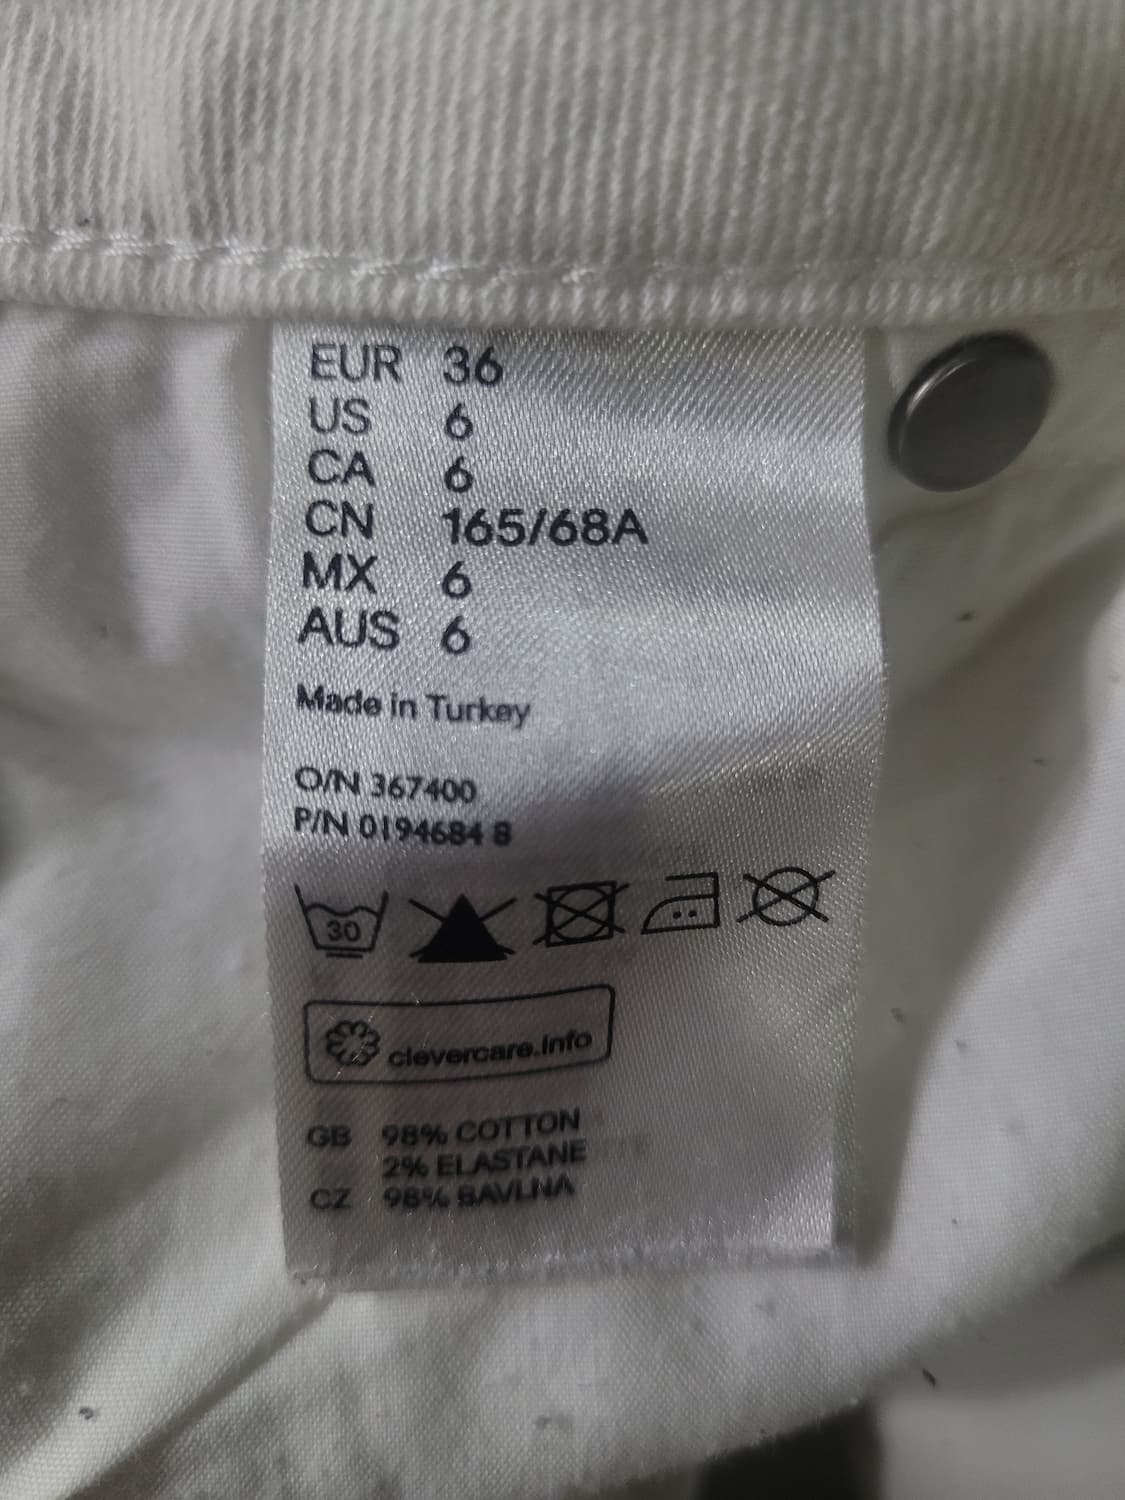 EUR 36
US 6
CA 6
CN 165/68A
MX 6
AUS 6
Made in Turkey
O/N 367400
P/N 0194684 8
30
clevercare.info
GB 98% COTTON
2% ELASTANE
CZ 98% BAVLNA